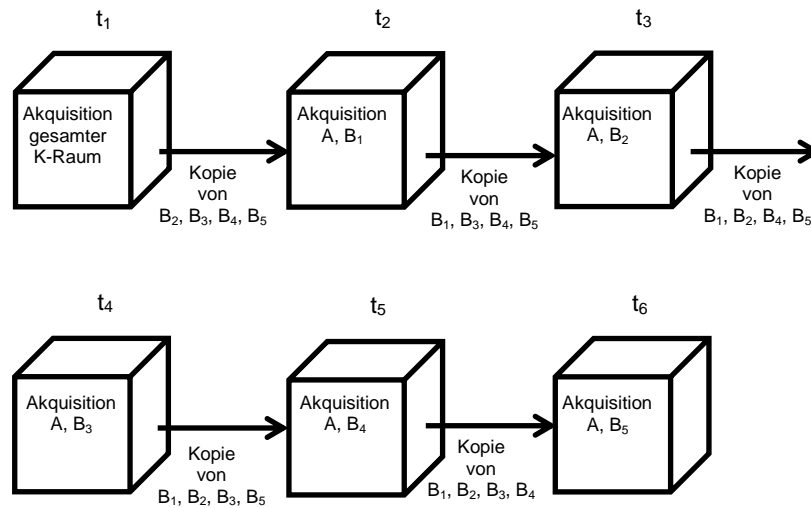 t₁
t₂
t₃
Akquisition
gesamter
K-Raum
Kopie
von
B₂, B₃, B₄, B₅
Akquisition
A, B₁
Kopie
von
B₁, B₃, B₄, B₅
Akquisition
A, B₂
Kopie
von
B₁, B₂, B₄, B₅
t₄
t₅
t₆
Akquisition
A, B₃
Kopie
von
B₁, B₂, B₃, B₅
Akquisition
A, B₄
Kopie
von
B₁, B₂, B₃, B₄
Akquisition
A, B₅